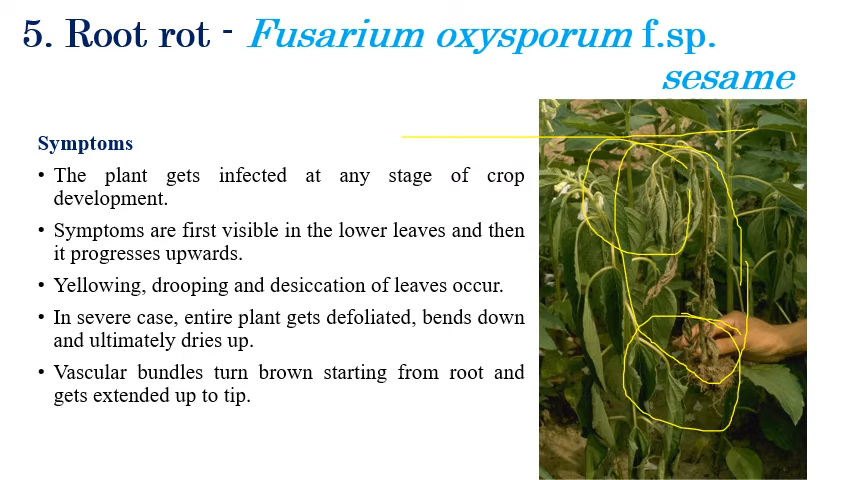 5. Root rot - Fusarium oxysporum f.sp.
sesame
Symptoms
• The plant gets infected at any stage of crop
development.
• Symptoms are first visible in the lower leaves and then
it progresses upwards.
• Yellowing, drooping and desiccation of leaves occur.
• In severe case, entire plant gets defoliated, bends down
and ultimately dries up.
• Vascular bundles turn brown starting from root and
gets extended up to tip.